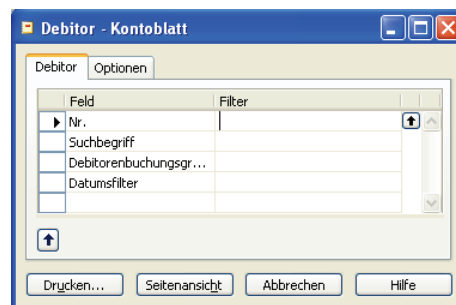 Debitor - Kontoblatt
Debitor Optionen
Feld Filter
Nr.
Suchbegriff
Debitorenbuchungsgr...
Datumsfilter
Drucken... Seitenansicht Abbrechen Hilfe